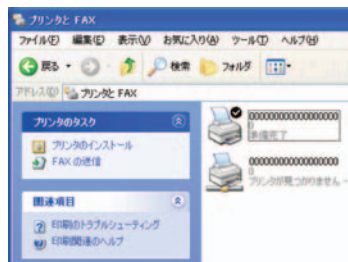 プリンタと FAX
ファイル(F) 編集(E) 表示(V) お気に入り(A) ツール(T) ヘルプ(H)
戻る 検索 フォルダ
アドレス(D) プリンタと FAX
プリンタのタスク
プリンタのインストール
FAX の送信
関連項目
印刷のトラブルシューティング
印刷関連のヘルプ
0000000000000000
0
準備完了
0000000000000000
0
プリンタが見つかりません -